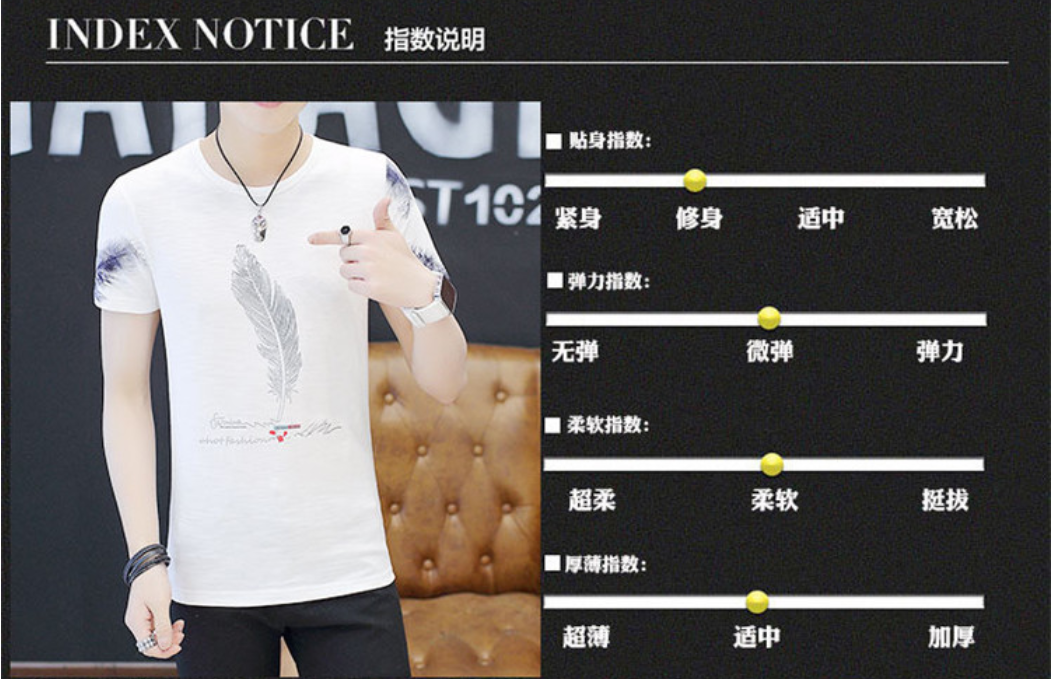 INDEX NOTICE 指数说明
ST102
贴身指数:
紧身 修身 适中 宽松
弹力指数:
无弹 微弹 弹力
柔软指数:
超柔 柔软 挺拔
厚薄指数:
超薄 适中 加厚